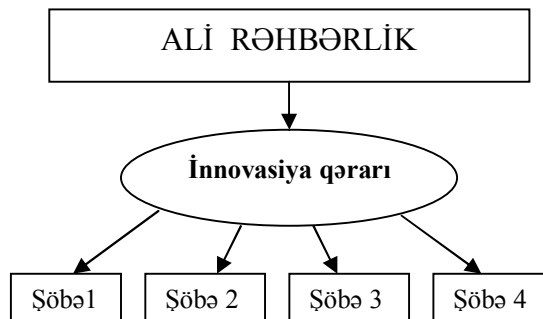 ALİ RƏHBƏRLİK
İnnovasiya qərarı
Şöbə1
Şöbə 2
Şöbə 3
Şöbə 4